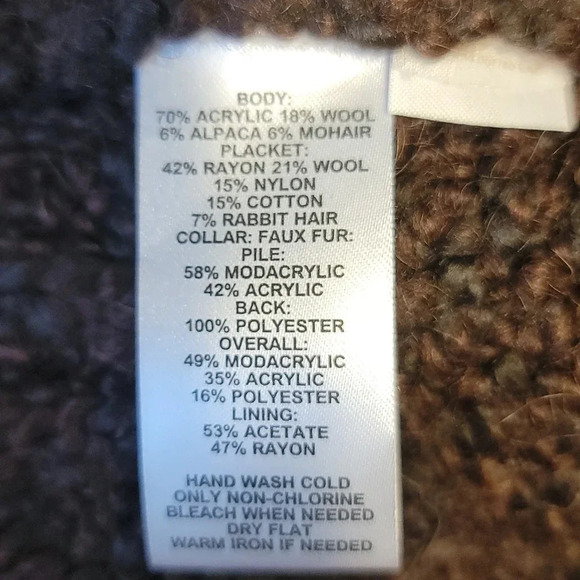 BODY:
70% ACRYLIC 18% WOOL
6% ALPACA 6% MOHAIR
PLACKET:
42% RAYON 21% WOOL
15% NYLON
15% COTTON
7% RABBIT HAIR
COLLAR: FAUX FUR:
PILE:
58% MODACRYLIC
42% ACRYLIC
BACK:
100% POLYESTER
OVERALL:
49% MODACRYLIC
35% ACRYLIC
16% POLYESTER
LINING:
53% ACETATE
47% RAYON
HAND WASH COLD
ONLY NON-CHLORINE
BLEACH WHEN NEEDED
DRY FLAT
WARM IRON IF NEEDED